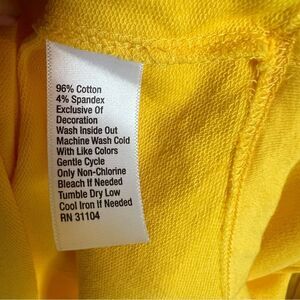 96% Cotton
4% Spandex
Exclusive Of
Decoration
Wash Inside Out
Machine Wash Cold
With Like Colors
Gentle Cycle
Only Non-Chlorine
Bleach If Needed
Tumble Dry Low
Cool Iron If Needed
RN 31104